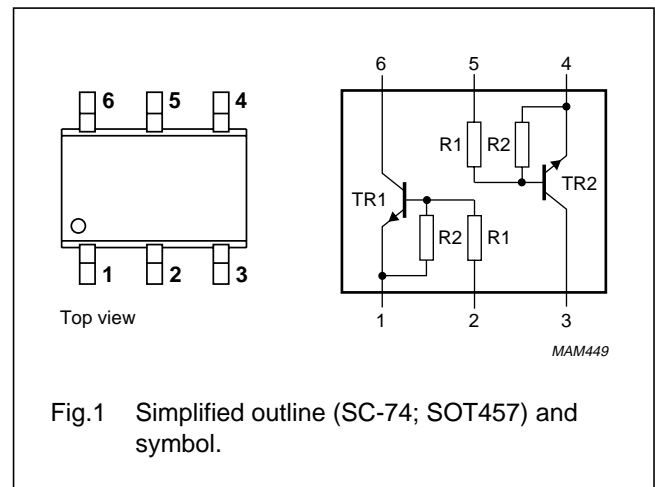 6 5 4
1 2 3
Top view
6 5 4
R1 R2
TR2
TR1
R2 R1
1 2 3
MAM449
Fig.1 Simplified outline (SC-74; SOT457) and
symbol.